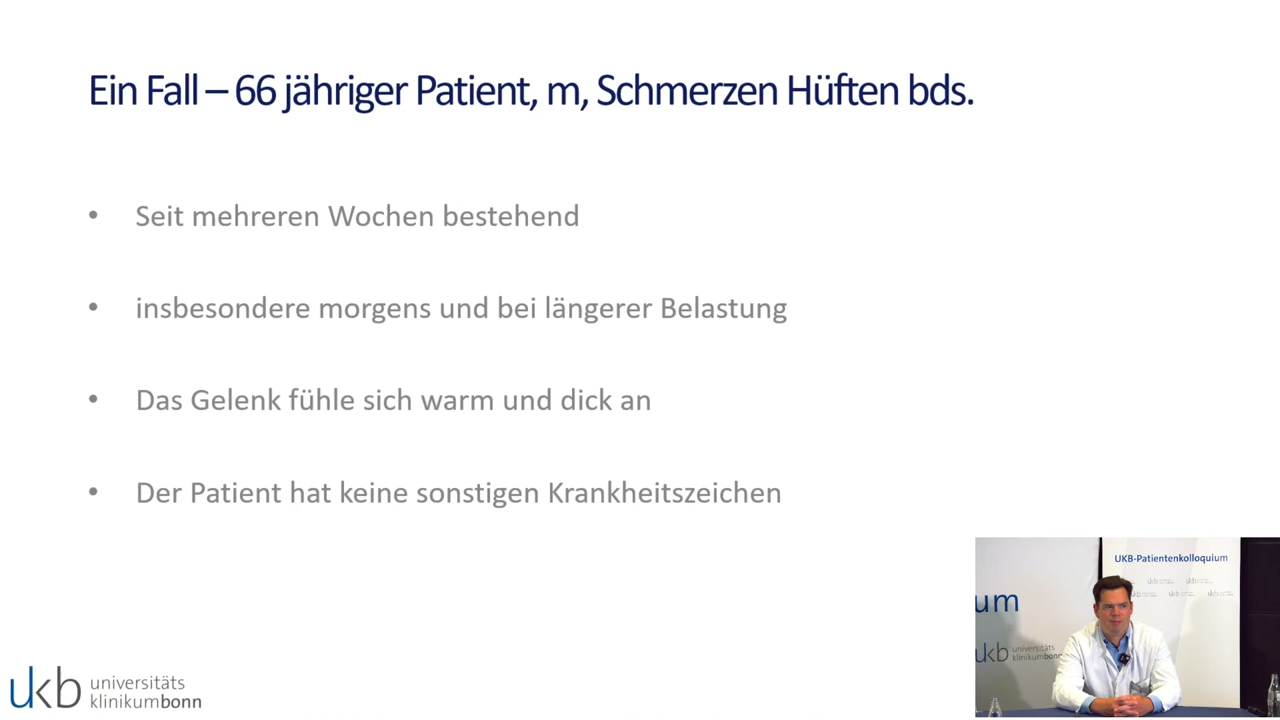 Ein Fall – 66 jähriger Patient, m, Schmerzen Hüften bds.
• Seit mehreren Wochen bestehend
• insbesondere morgens und bei längerer Belastung
• Das Gelenk fühle sich warm und dick an
• Der Patient hat keine sonstigen Krankheitszeichen
UKB-Patientenkolloquium
um
ukb universitäts
klinikumbonn
ukb universitäts
klinikumbonn